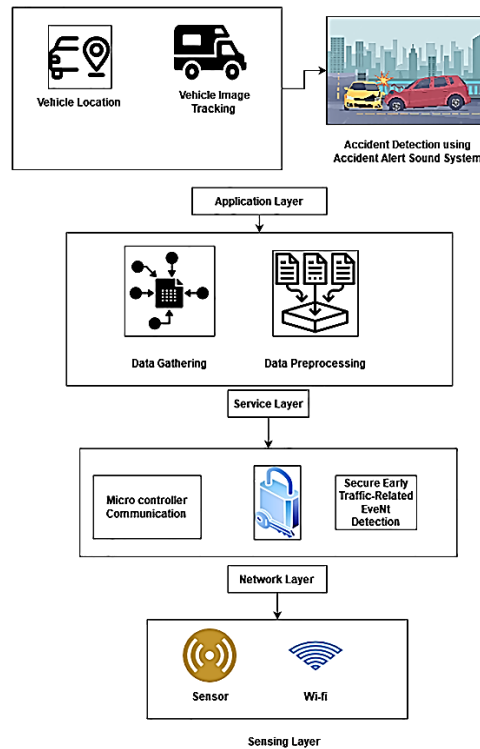 Vehicle Location
Vehicle Image
Tracking
Accident Detection using
Accident Alert Sound System
Application Layer
Data Gathering
Data Preprocessing
Service Layer
Micro controller
Communication
Secure Early
Traffic-Related
EveNt
Detection
Network Layer
Sensor
Wi-fi
Sensing Layer